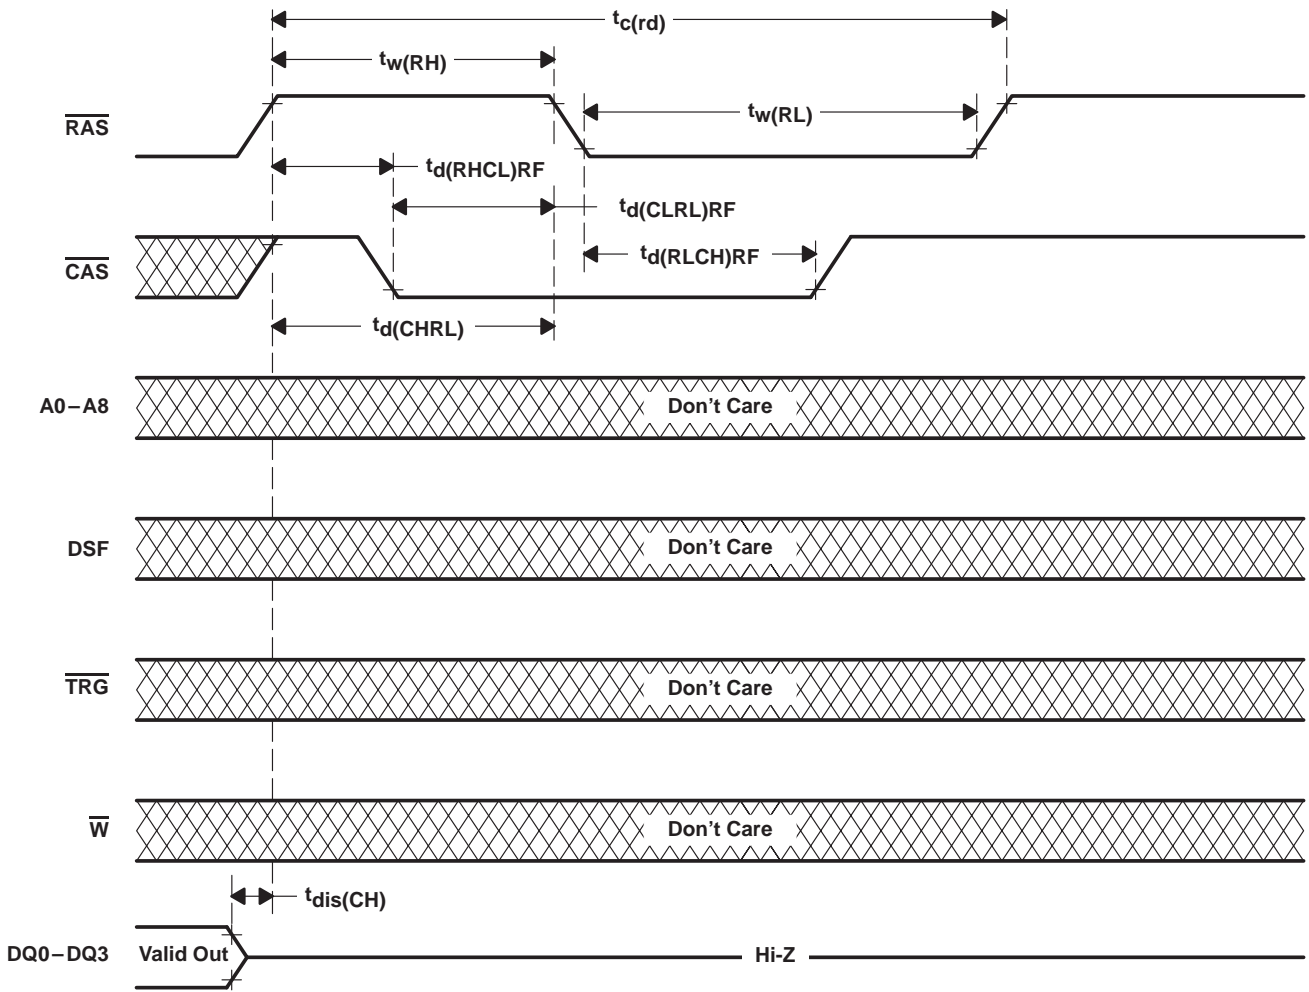 tc(rd)
tw(RH)
RAS
tw(RL)
td(RHCL)RF
td(CLRL)RF
CAS
td(RLCH)RF
td(CHRL)
A0–A8
Don't Care
DSF
Don't Care
TRG
Don't Care
W
Don't Care
tdis(CH)
DQ0–DQ3
Valid Out
Hi-Z